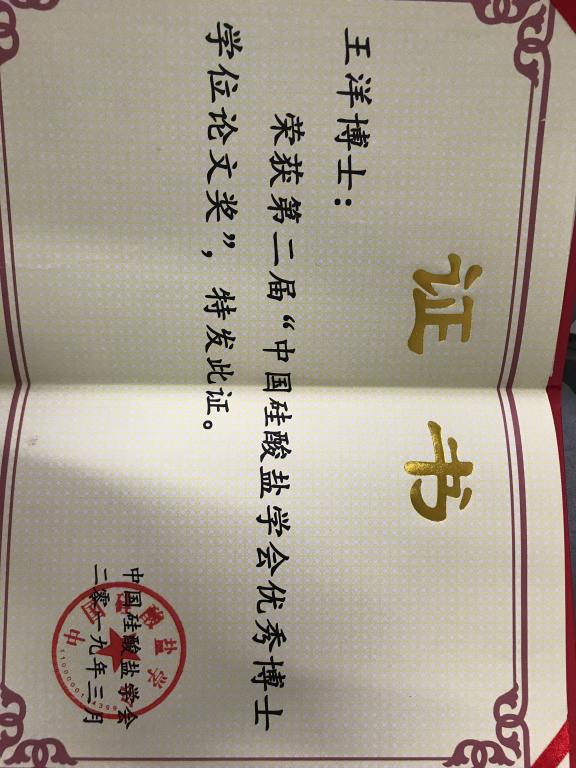 证书
王洋博士：
荣获第二届“中国硅酸盐学会优秀博士
学位论文奖”，特发此证。
中国硅酸盐学会
二零一九年三月